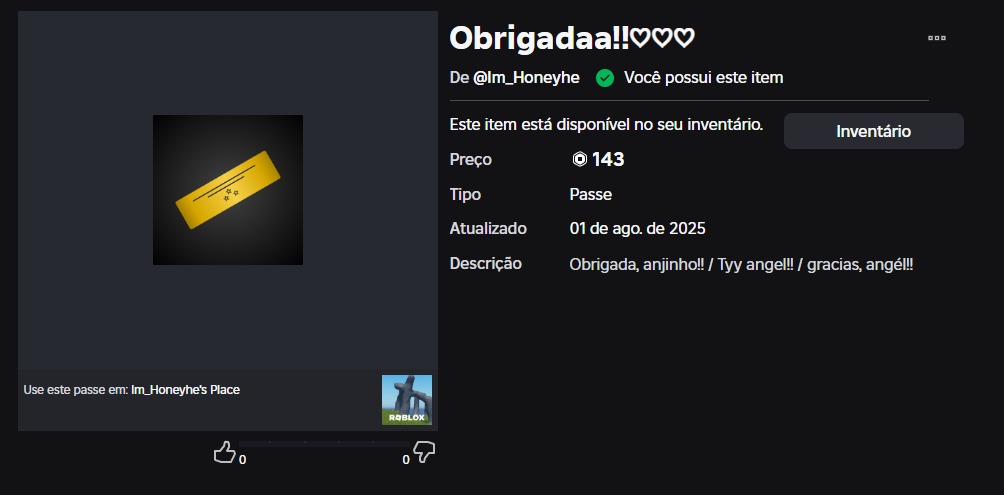 Obrigadaa!!♡♡♡
De @Im_Honeyhe Você possui este item
Este item está disponível no seu inventário.
Inventário
Preço 143
Tipo Passe
Atualizado 01 de ago. de 2025
Descrição Obrigada, anjinho!! / Tyy angel!! / gracias, angél!!
Use este passe em: Im_Honeyhe's Place
ROBLOX
0 0